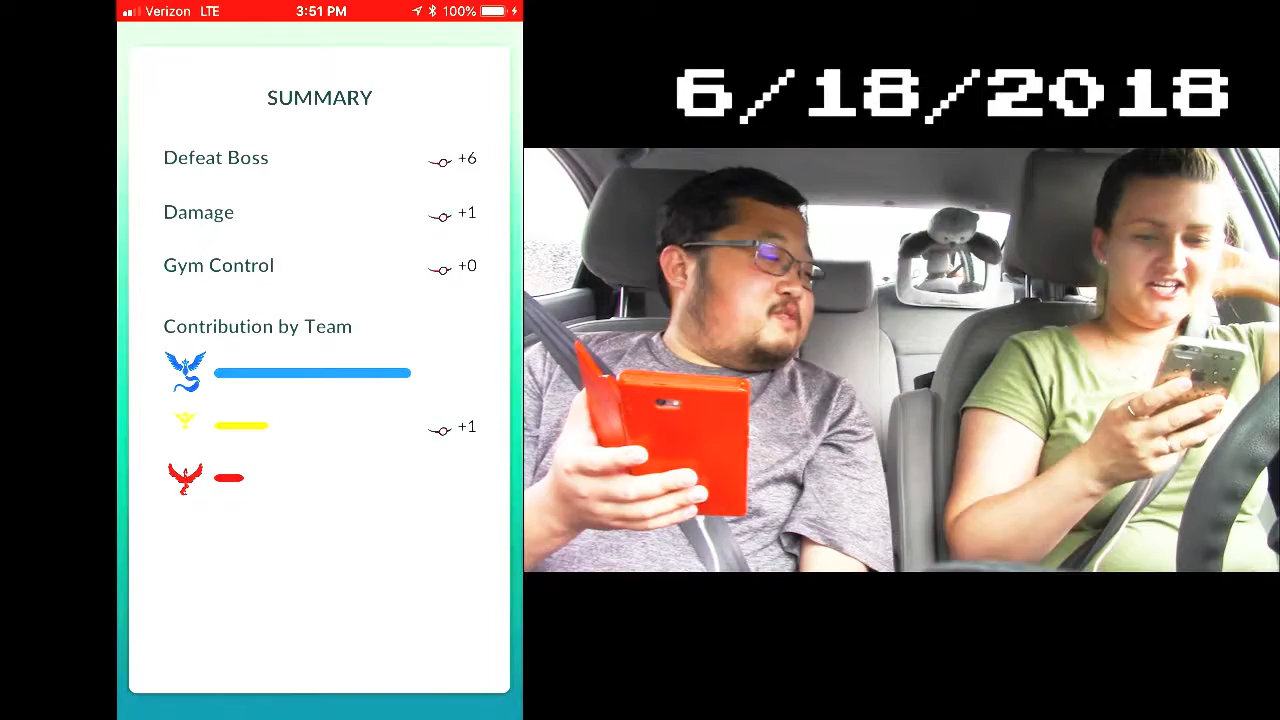 Verizon LTE 3:51 PM 100%
6/18/2018
SUMMARY
Defeat Boss +6
Damage +1
Gym Control +0
Contribution by Team
+1